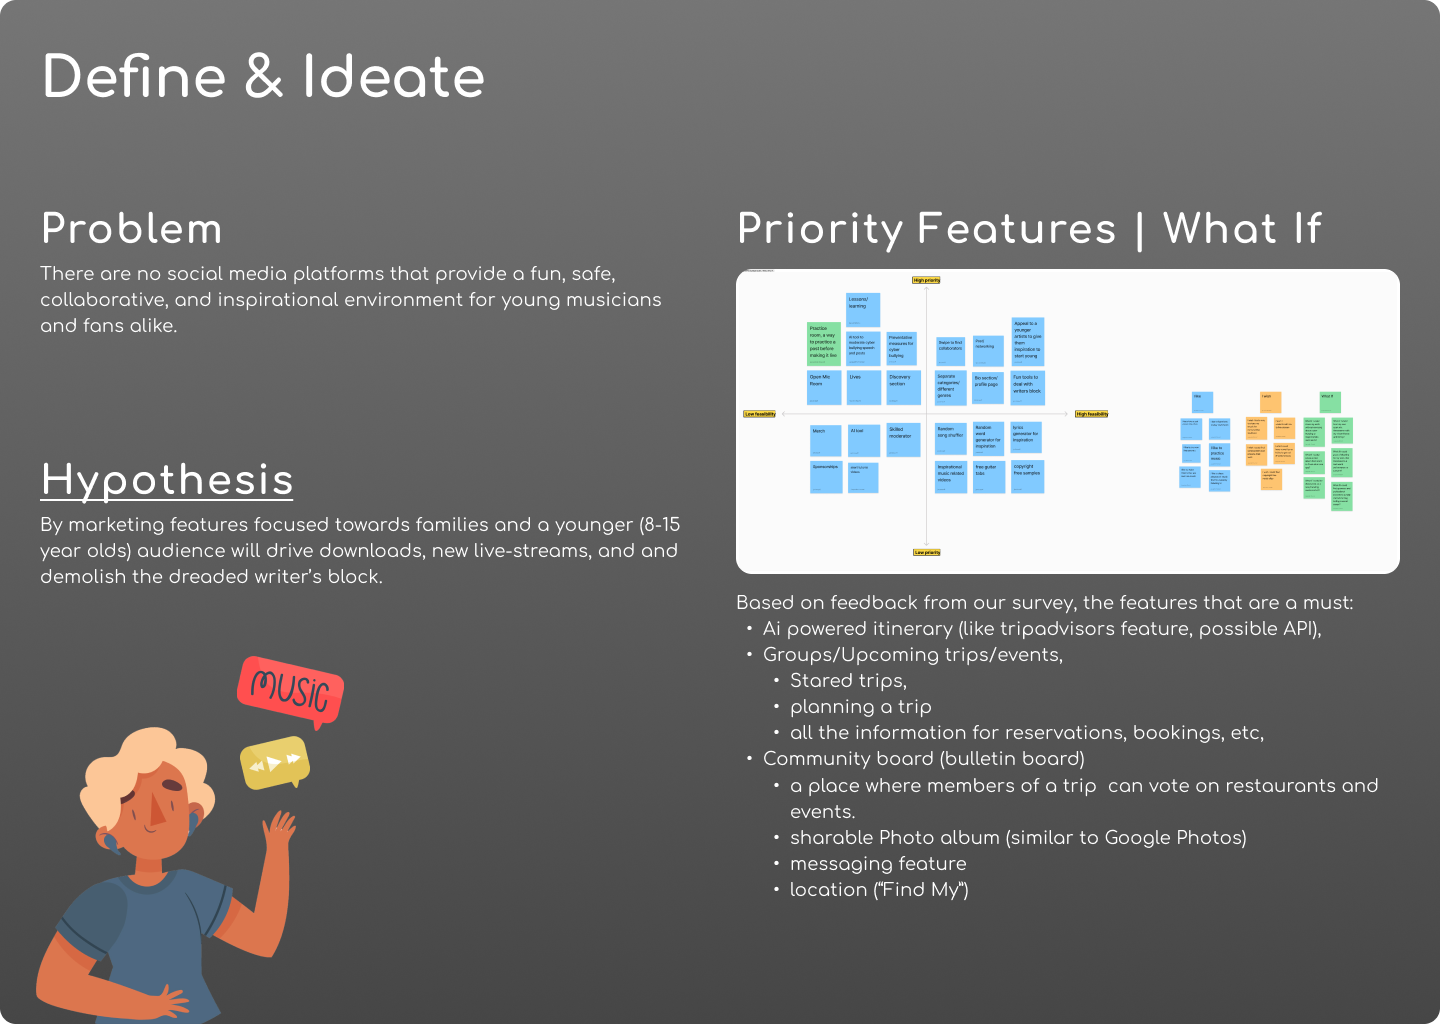 Define & Ideate
Problem
There are no social media platforms that provide a fun, safe,
collaborative, and inspirational environment for young musicians
and fans alike.
Hypothesis
By marketing features focused towards families and a younger (8-15
year olds) audience will drive downloads, new live-streams, and and
demolish the dreaded writer's block.
MUSIC
Priority Features | What If
High priority
Lessons/
learning
Practice
room, a way
to practice a
post before
making it live
AI tool to
moderate cyber
bullying speech
and posts
Preventative
measures for
cyber
bullying
Swipe to find
collaborators
networking
Appeal to a
younger
artists to give
them
inspiration to
start young
Open Mic
Room
Lives
Discovery
section
Separate
categories/
different
genres
Bio section/
profile page
Fun tools to
deal with
writers block
Low feasibility
High feasibility
Merch
AI tool
Skilled
moderator
Random
song shuffler
Random
word
generator for
inspiration
lyrics
generator for
inspiration
Sponsorships
Inspirational
music related
videos
free guitar
tabs
copyright
free samples
Low priority
I like
I wish
What if
Based on feedback from our survey, the features that are a must:
• Ai powered itinerary (like tripadvisors feature, possible API),
• Groups/Upcoming trips/events,
• Stared trips,
• planning a trip
• all the information for reservations, bookings, etc,
• Community board (bulletin board)
• a place where members of a trip  can vote on restaurants and
events.
• sharable Photo album (similar to Google Photos)
• messaging feature
• location (“Find My”)